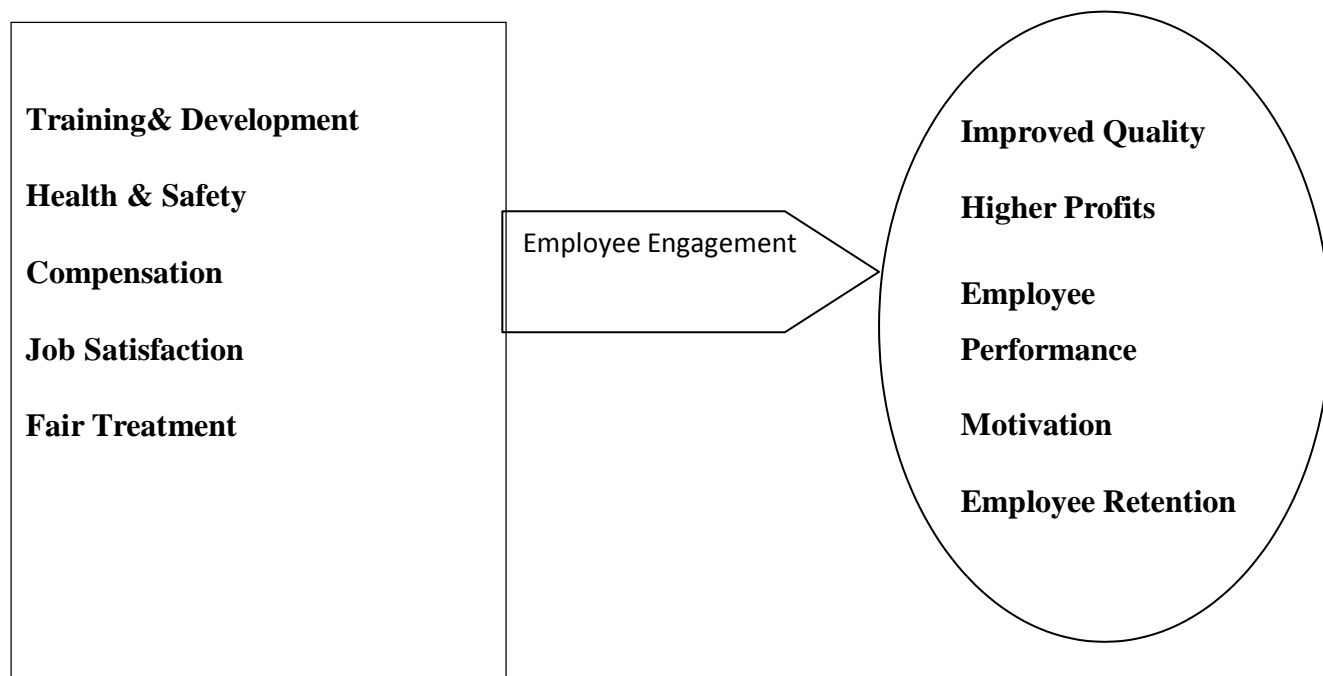 Training& Development
Health & Safety
Compensation
Job Satisfaction
Fair Treatment
Employee Engagement
Improved Quality
Higher Profits
Employee
Performance
Motivation
Employee Retention